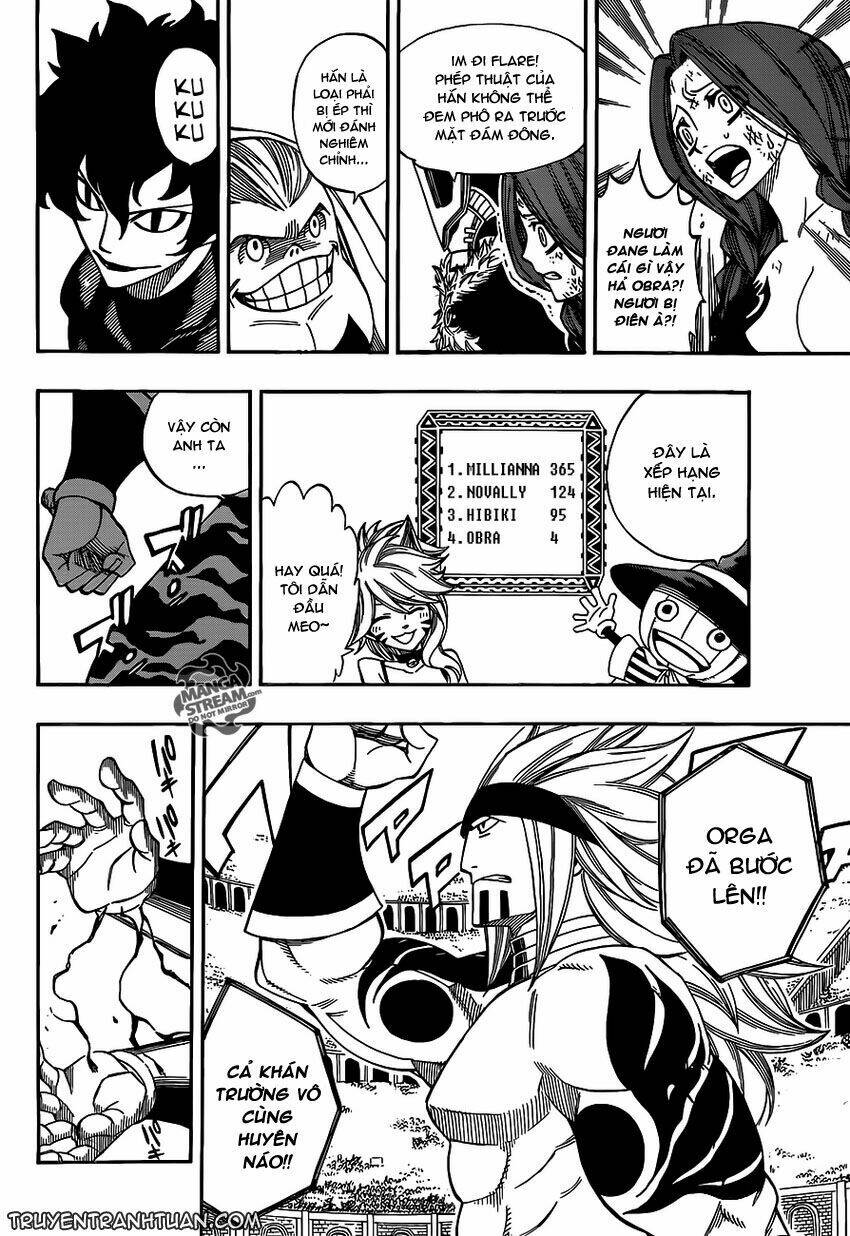 NGƯƠI
ĐANG LÀM
CÁI GÌ VẬY
HẢ OBRA?!
NGƯƠI BỊ
ĐIÊN À?!
IM ĐI FLARE!
PHÉP THUẬT CỦA
HẮN KHÔNG THỂ
ĐEM PHÔ RA TRƯỚC
MẶT ĐÁM ĐÔNG.
HẮN LÀ
LOẠI PHẢI
BỊ ÉP THÌ
MỚI ĐÁNH
NGHIÊM
CHỈNH...
KU
KU
KU
ĐÂY LÀ
XẾP HẠNG
HIỆN TẠI.
1.MILLIANNA 365
2.NOVALLY 124
3.HIBIKI 95
4.OBRA 4
HAY QUÁ!
TÔI DẪN
ĐẦU
MEO~
VẬY CÒN
ANH TA
...
MANGA
STREAM.com
DO NOT MIRROR
ORGA
ĐÃ BƯỚC
LÊN!!
CẢ KHÁN
TRƯỜNG VÔ
CÙNG
HUYÊN
NÁO!!
TRUYENTRANHTUAN.COM